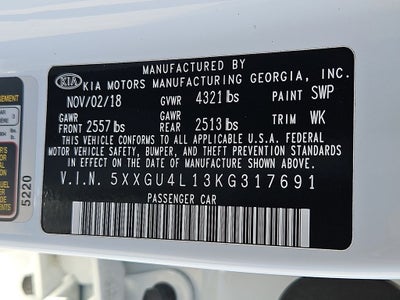 MANUFACTURED BY
KIA KIA MOTORS MANUFACTURING GEORGIA, INC.
NOV/02/18 GVWR 4321 lbs PAINT SWP
GAWR GAWR
FRONT 2557 lbs REAR 2513 lbs TRIM WK
THIS VEHICLE CONFORMS TO ALL APPLICABLE U.S.A. FEDERAL
MOTOR VEHICLE SAFETY, BUMPER, AND THEFT PREVENTION STANDARDS
IN EFFECT ON THE DATE OF MANUFACTURE SHOWN ABOVE.
V.I.N. 5XXGU4L13KG317691
PASSENGER CAR
5220